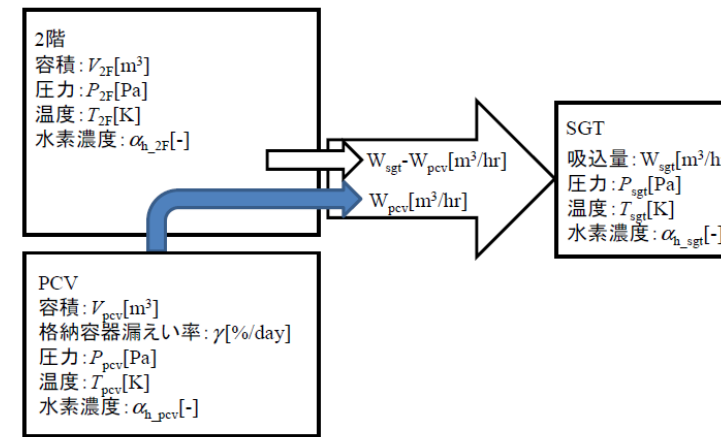 2階
容積:V2F[m³]
圧力:P2F[Pa]
温度:T2F[K]
水素濃度:αh_2F[-]
Wsgt-Wpcv[m³/hr]
Wpcv[m³/hr]
SGT
吸込量:Wsgt[m³/h
圧力:Psgt[Pa]
温度:Tsgt[K]
水素濃度:αh_sgt[-]
PCV
容積:Vpcv[m³]
格納容器漏えい率:γ[%/day]
圧力:Ppcv[Pa]
温度:Tpcv[K]
水素濃度:αh_pcv[-]